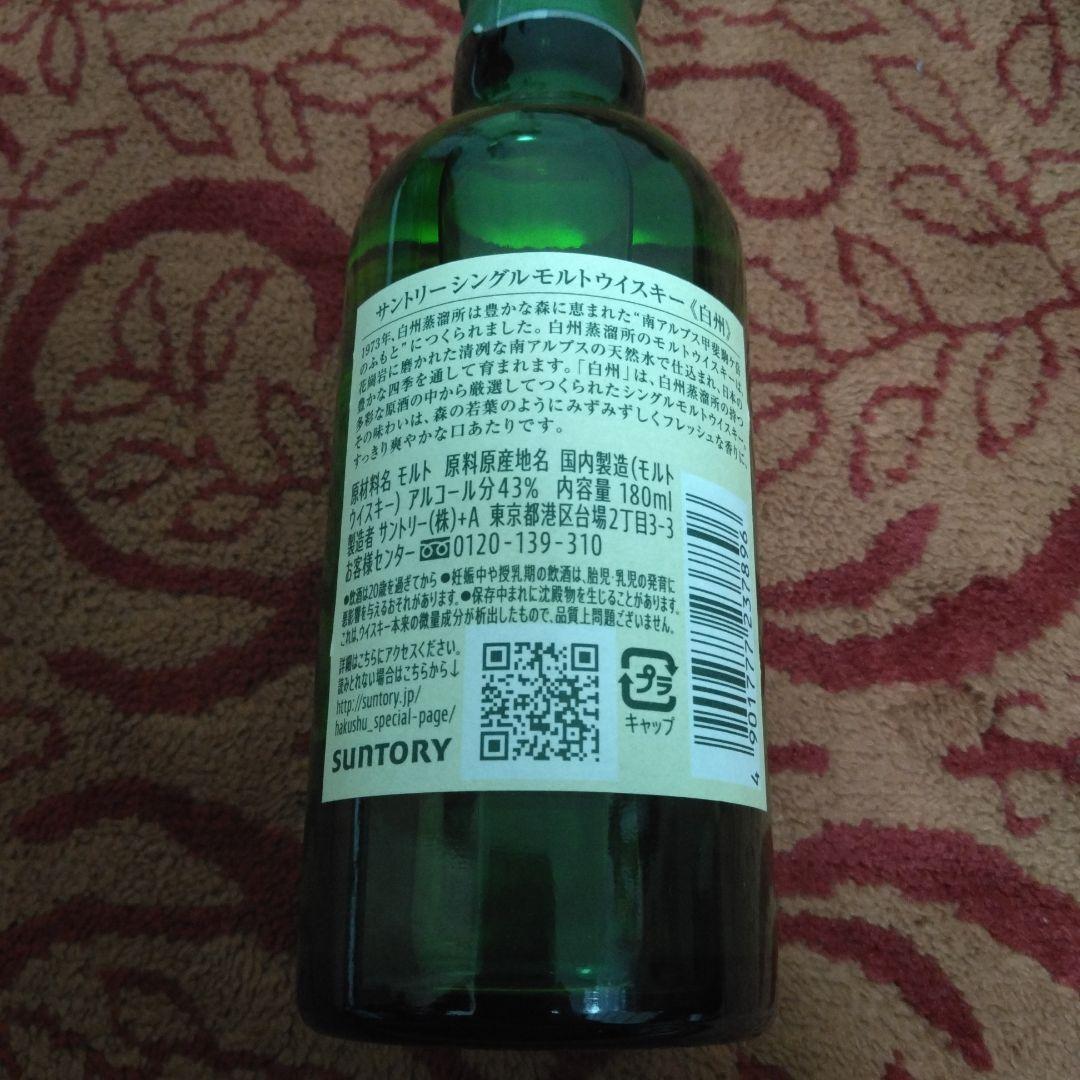 サントリーシングルモルトウイスキー《白州》
1973年、白州蒸溜所は豊かな森に恵まれた“南アルプス甲斐駒ケ岳
のふもと”につくられました。白州蒸溜所のモルトウイスキーは、
花崗岩に磨かれた清冽な南アルプスの天然水で仕込まれ、日本の
豊かな四季を通して育まれます。「白州」は、白州蒸溜所の持つ
多彩な原酒の中から厳選してつくられたシングルモルトウイスキー。
その味わいは、森の若葉のようにみずみずしくフレッシュな香りに、
すっきり爽やかな口あたりです。
原材料名 モルト 原料原産地名 国内製造(モルト
ウイスキー) アルコール分43% 内容量 180ml
製造者 サントリー(株)+A 東京都港区台場2丁目3-3
お客様センター 0120-139-310
●飲酒は20歳を過ぎてから ●妊娠中や授乳期の飲酒は、胎児・乳児の発育に
悪影響を与えるおそれがあります。●保存中まれに沈殿物を生じることがあります。
これは、ウイスキー本来の微量成分が析出したもので、品質上問題ございません。
詳細はこちらにアクセスください。
読みとれない場合はこちらから↓
http://suntory.jp/
hakushu_special-page/
SUNTORY
プラ
キャップ
4 901777 237896